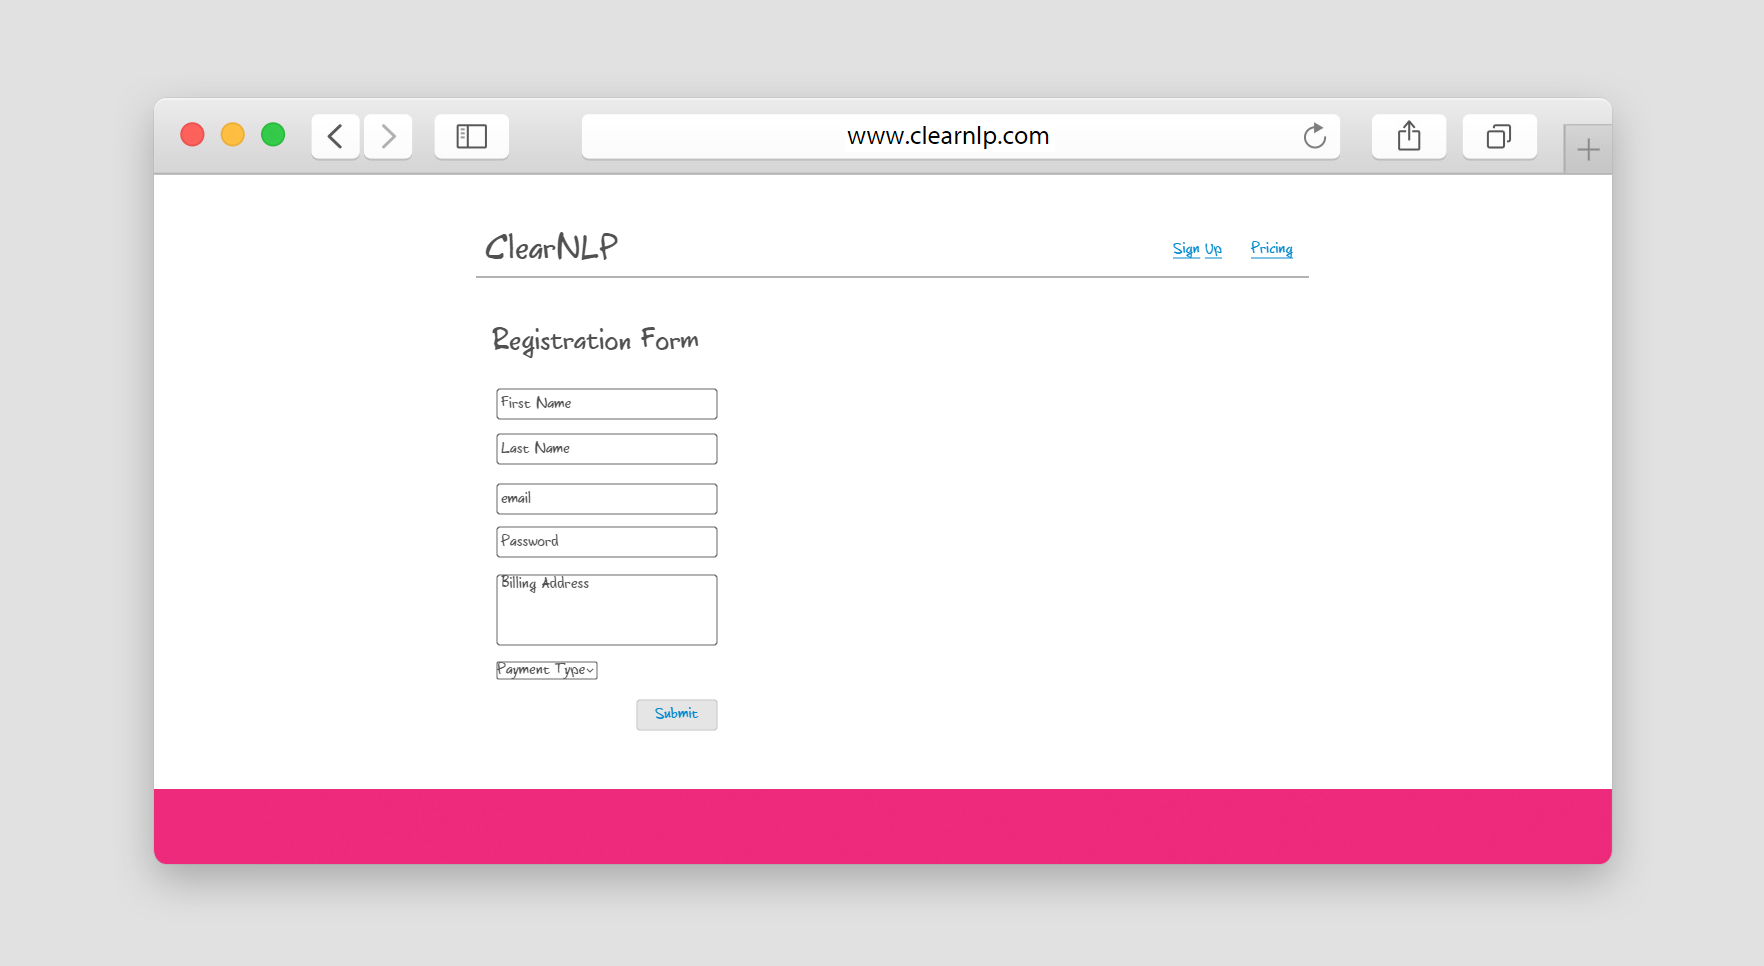 www.clearnlp.com
ClearNLP
Sign Up Pricing
Registration Form
First Name
Last Name
email
Password
Billing Address
Payment Type
Submit